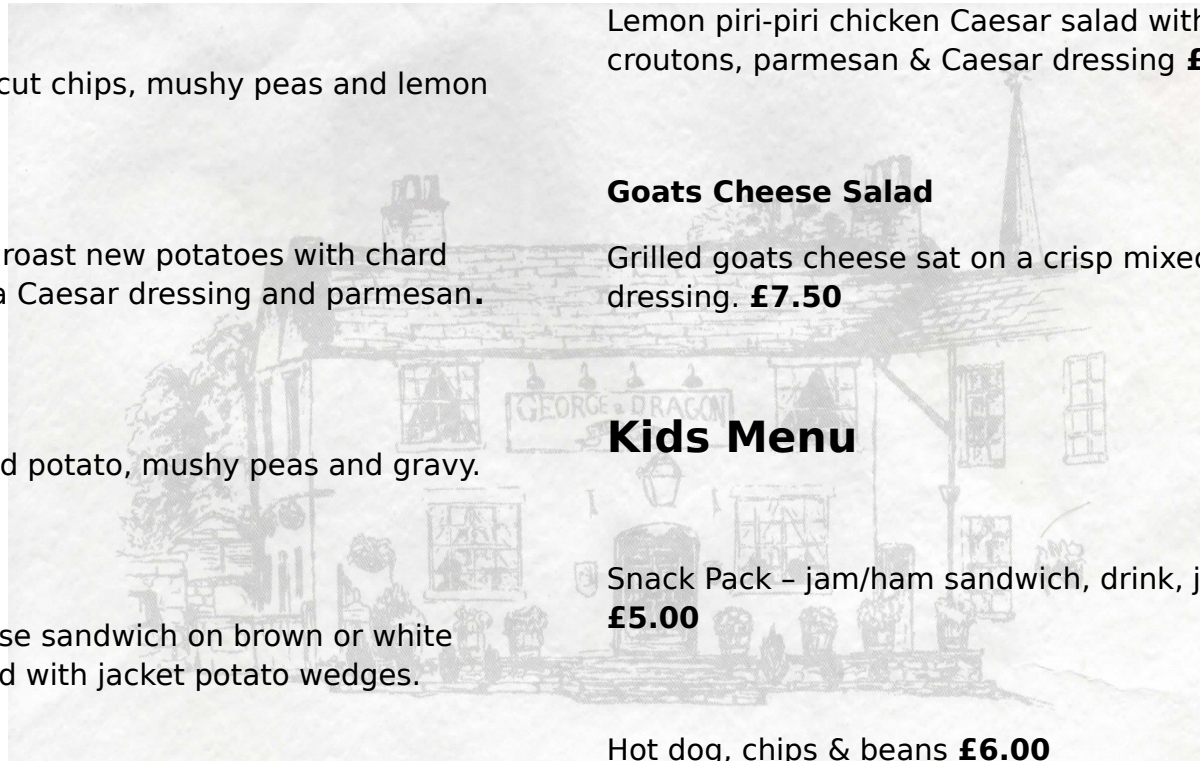 cut chips, mushy peas and lemon
roast new potatoes with chard
a Caesar dressing and parmesan.
d potato, mushy peas and gravy.
se sandwich on brown or white
d with jacket potato wedges.
Lemon piri-piri chicken Caesar salad with
croutons, parmesan & Caesar dressing £
Goats Cheese Salad
Grilled goats cheese sat on a crisp mixed
dressing. £7.50
GEORGE & DRAGON
Kids Menu
Snack Pack – jam/ham sandwich, drink, j
£5.00
Hot dog, chips & beans £6.00